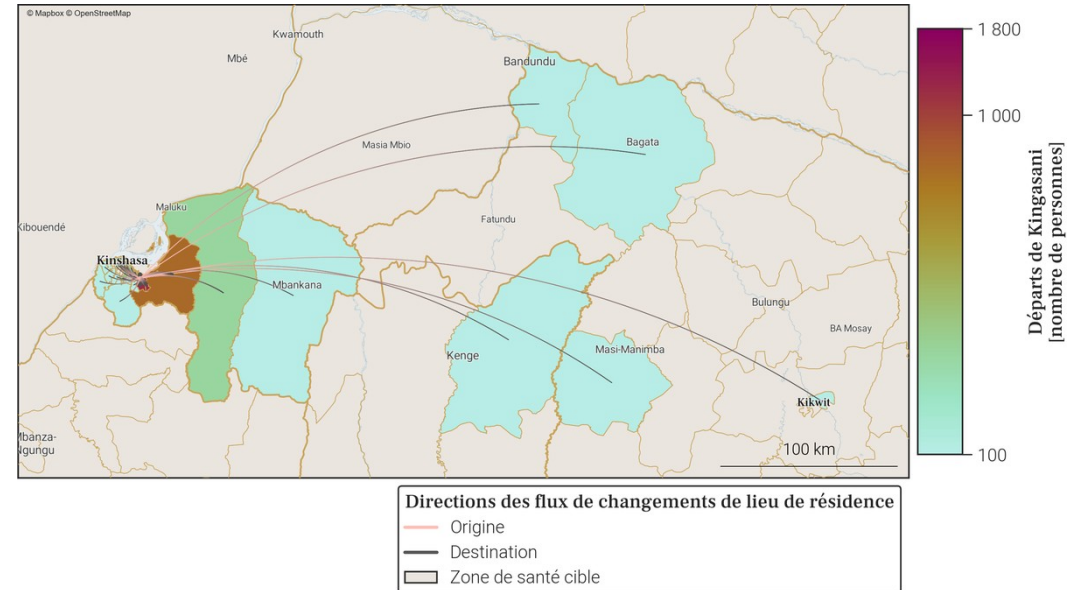 © Mapbox © OpenStreetMap
Kwamouth
Mbé
Bandundu
Masia Mbio
Bagata
Maluku
Kibouendé
Fatundu
Kinshasa
Mbankana
Bulungu
BA Mosay
Kenge
Masi-Manimba
Kikwit
Mbanza-
Ngungu
100 km
1 800
1 000
100
Départs de Kingasani
[nombre de personnes]
Directions des flux de changements de lieu de résidence
Origine
Destination
Zone de santé cible